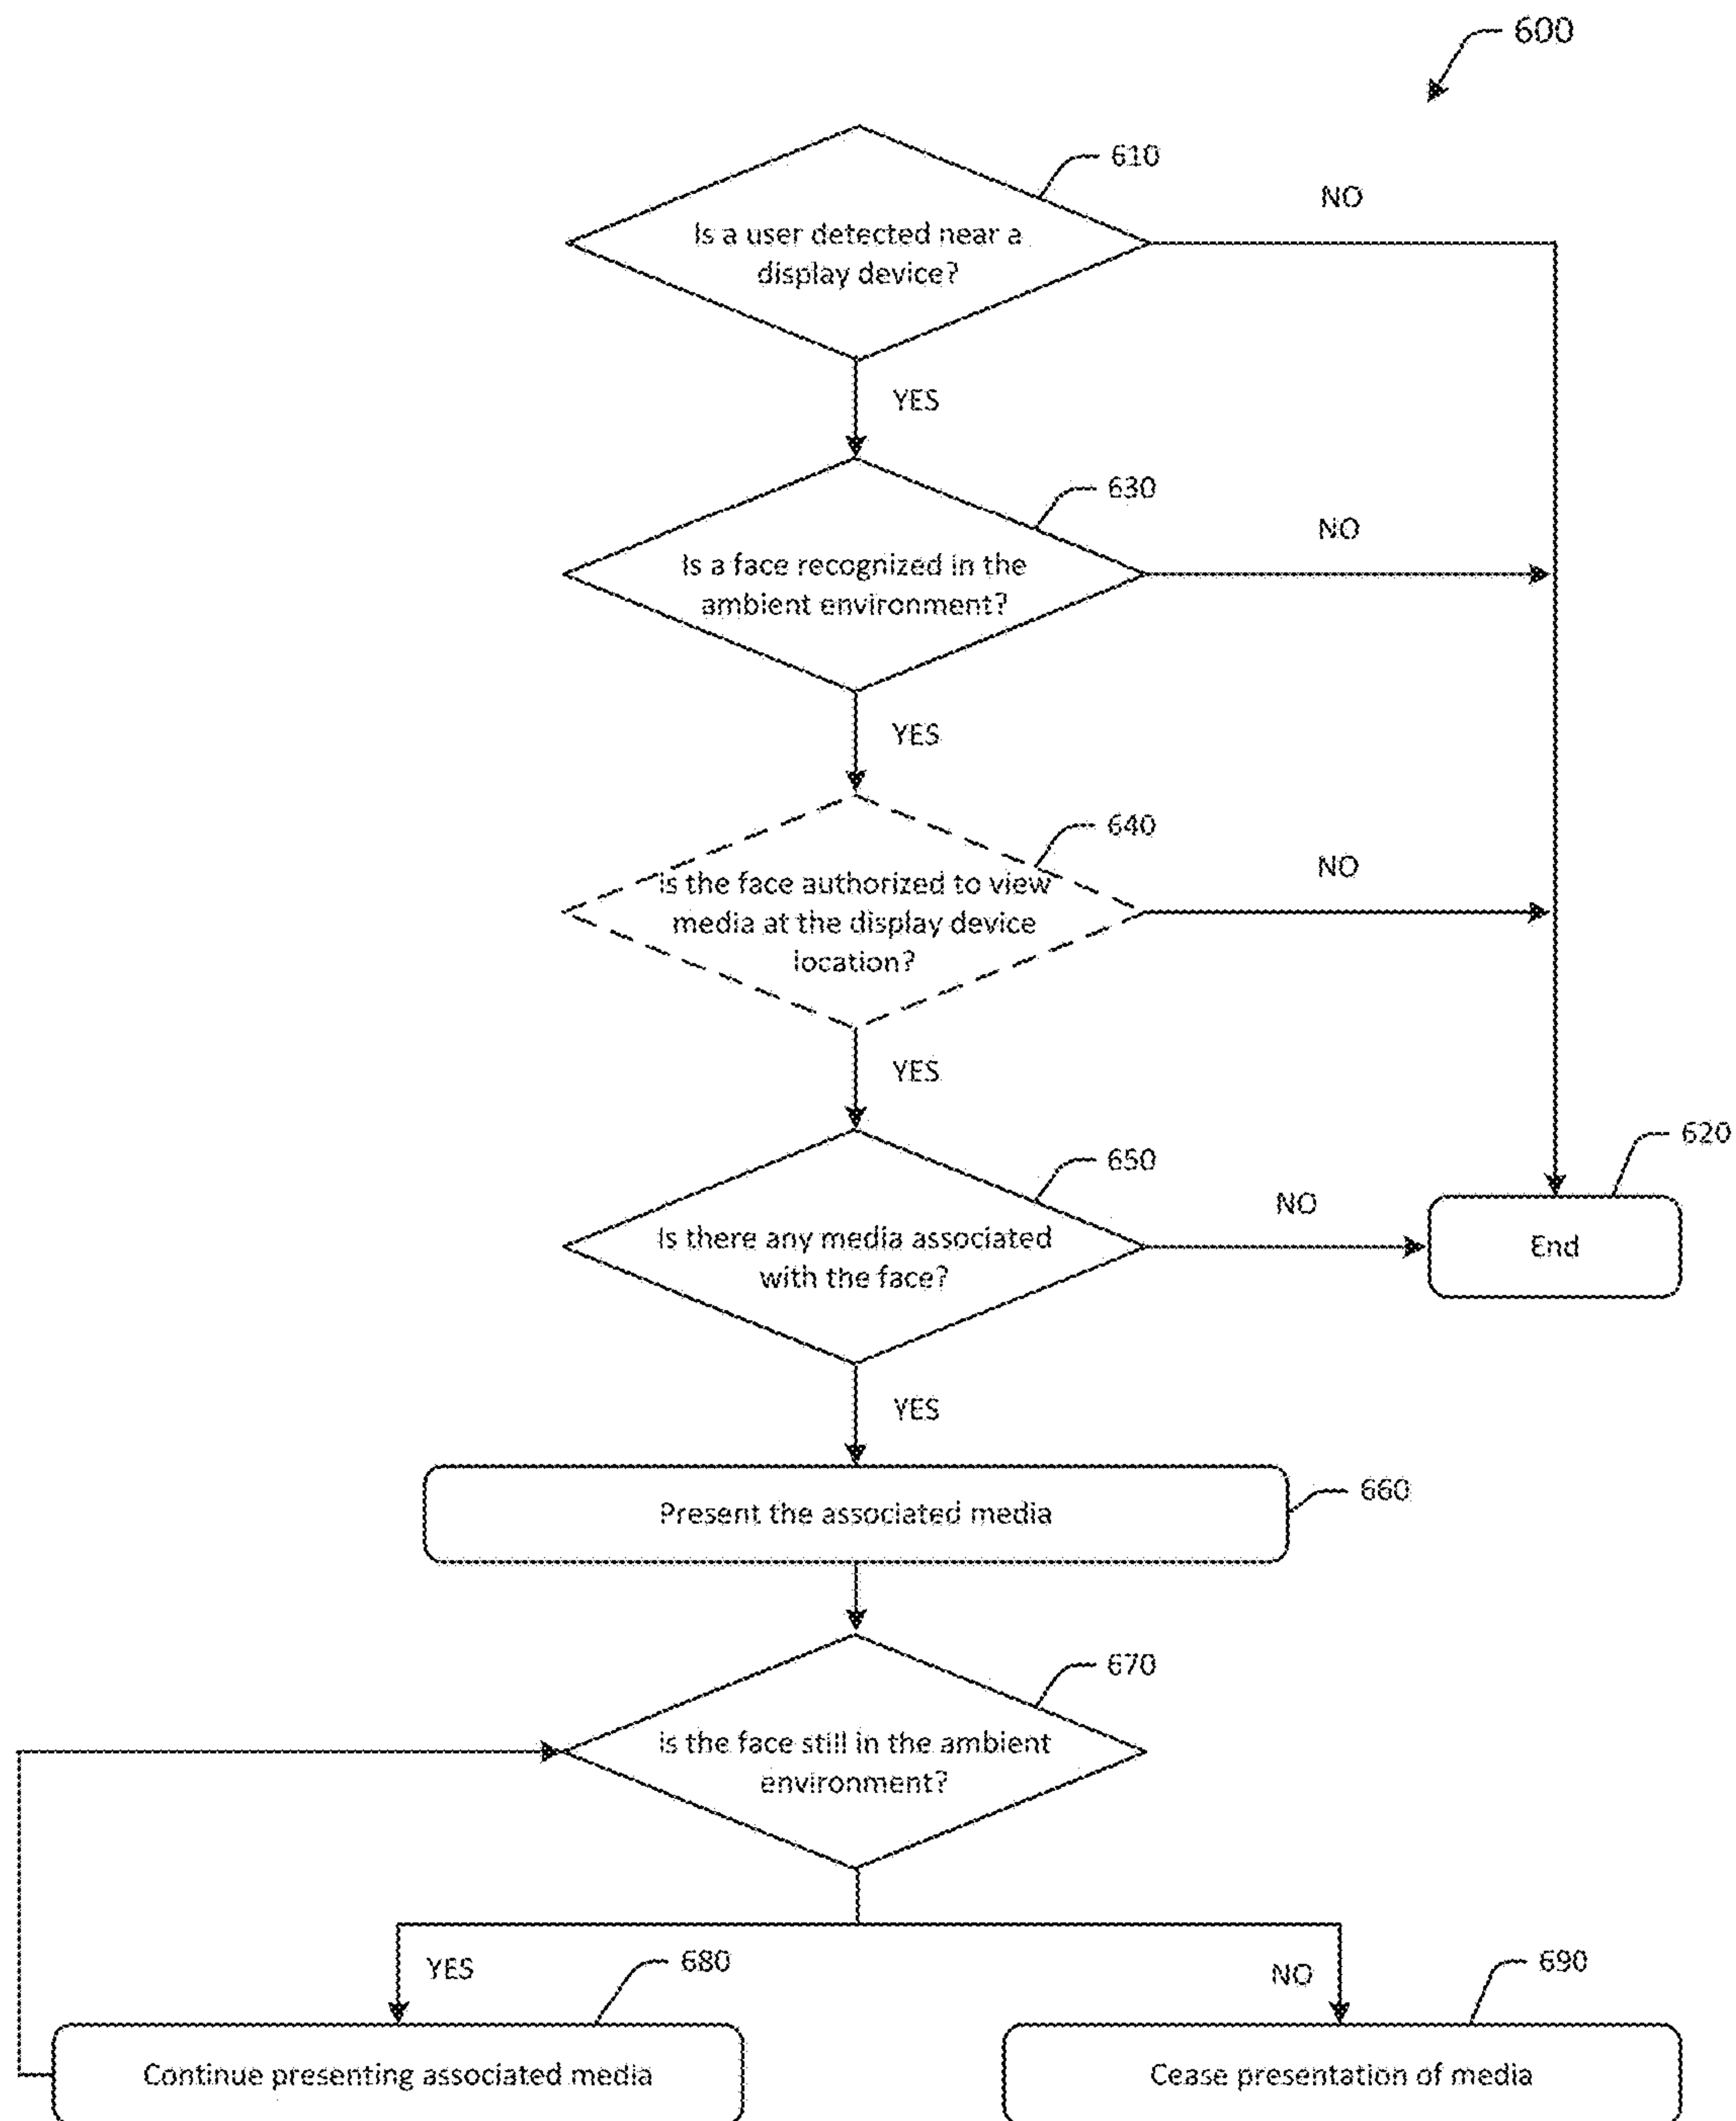 600
610
NO
Is a user detected near a
display device?
YES
630
NO
Is a face recognized in the
ambient environment?
YES
640
NO
Is the face authorized to view
media at the display device
location?
YES
620
650
NO
Is there any media associated
with the face?
End
YES
660
Present the associated media
670
Is the face still in the ambient
environment?
YES
680
NO
690
Continue presenting associated media
Cease presentation of media